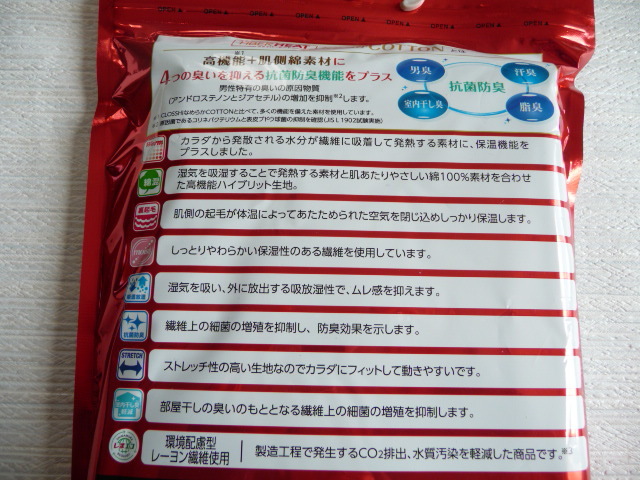 OPEN▲ OPEN▲ OPEN▲ OPEN▲ OPEN▲ OPEN▲
HEAT
COTTON
高機能※1+肌側綿素材に
4つの臭いを抑える抗菌防臭機能をプラス
男性特有の臭いの原因物質
(アンドロステノンとジアセチル)の増加を抑制※2します。
男臭
汗臭
抗菌防臭
室内干し臭
脂臭
カラダから発散される水分が繊維に吸着して発熱する素材に、保温機能を
プラスしました。
湿気を吸湿することで発熱する素材と肌あたりやさしい綿100%素材を合わせ
た高機能ハイブリット生地。
裏起毛
肌側の起毛が体温によってあたためられた空気を閉じ込めしっかり保温します。
しっとりやわらかい保湿性のある繊維を使用しています。
湿気を吸い、外に放出する吸放湿性で、ムレ感を抑えます。
抗菌防臭
繊維上の細菌の増殖を抑制し、防臭効果を示します。
STRETCH
ストレッチ性の高い生地なのでカラダにフィットして動きやすいです。
部屋干しの臭いのもととなる繊維上の細菌の増殖を抑制します。
環境配慮型
レーヨン繊維使用
製造工程で発生するCO2排出、水質汚染を軽減した商品です。※3